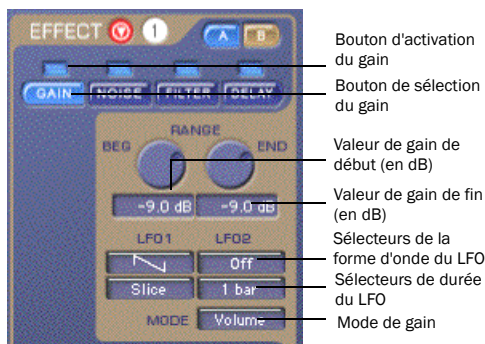 EFFECT 1 A B
GAIN NOISE FILTER DELAY
RANGE
BEG END
-9.0 dB -9.0 dB
LFO1 LFO2
Off
Slice 1 bar
MODE Volume
Bouton d'activation
du gain
Bouton de sélection
du gain
Valeur de gain de
début (en dB)
Valeur de gain de fin
(en dB)
Sélecteurs de la
forme d'onde du LFO
Sélecteurs de durée
du LFO
Mode de gain